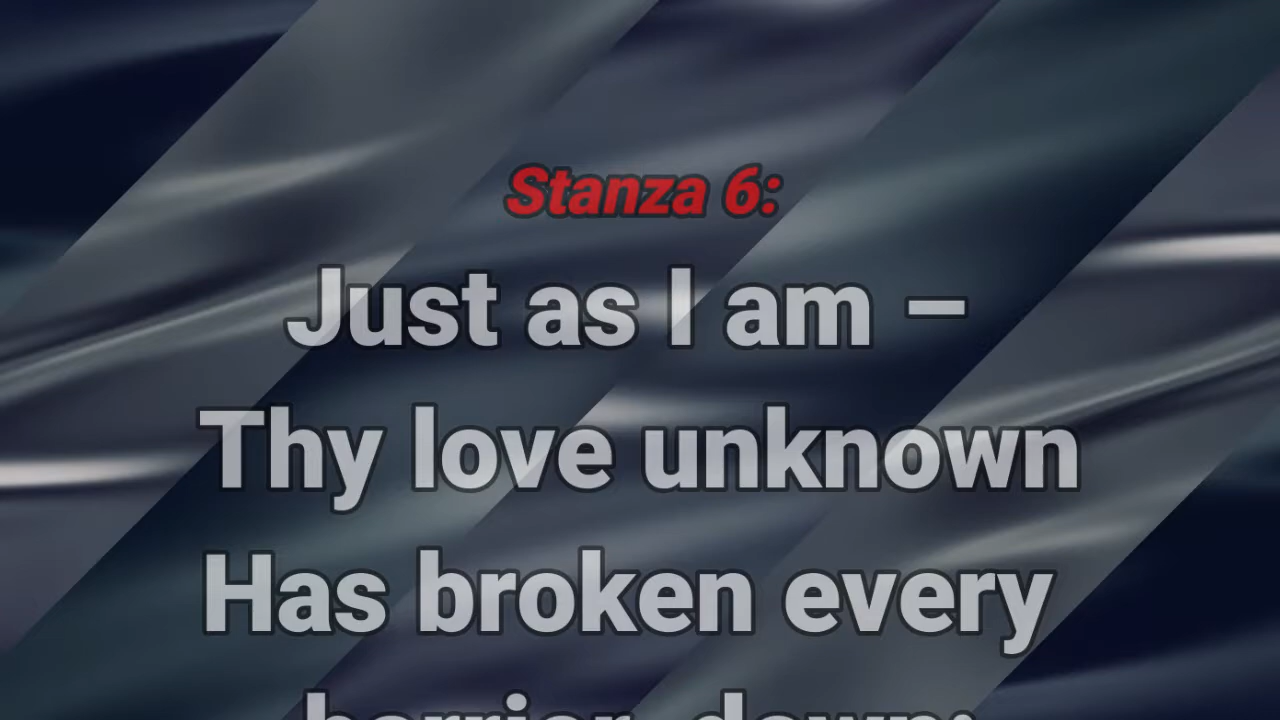 Stanza 6:
Just as I am –
Thy love unknown
Has broken every
barrier down;